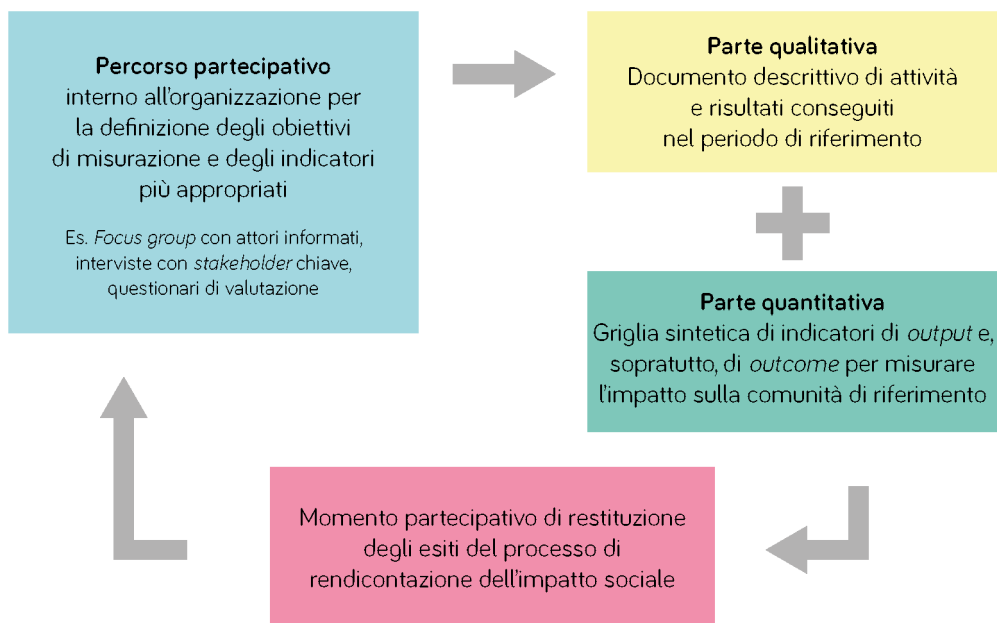 Percorso partecipativo
interno all'organizzazione per
la definizione degli obiettivi
di misurazione e degli indicatori
più appropriati
Es. Focus group con attori informati,
interviste con stakeholder chiave,
questionari di valutazione
Parte qualitativa
Documento descrittivo di attività
e risultati conseguiti
nel periodo di riferimento
Parte quantitativa
Griglia sintetica di indicatori di output e,
sopratutto, di outcome per misurare
l'impatto sulla comunità di riferimento
Momento partecipativo di restituzione
degli esiti del processo di
rendicontazione dell'impatto sociale